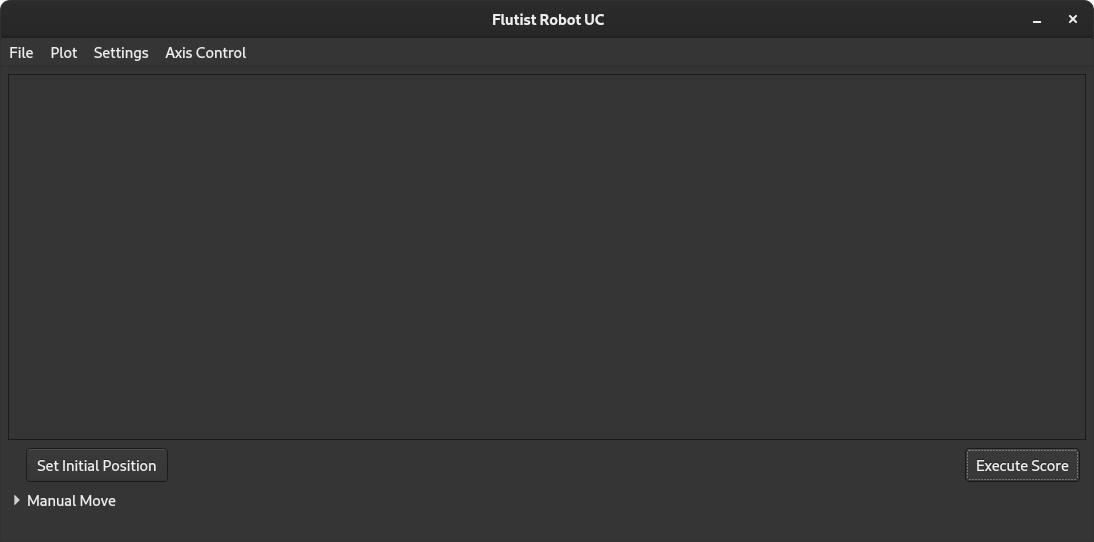 Flutist Robot UC
File Plot Settings Axis Control
Set Initial Position Execute Score
Manual Move